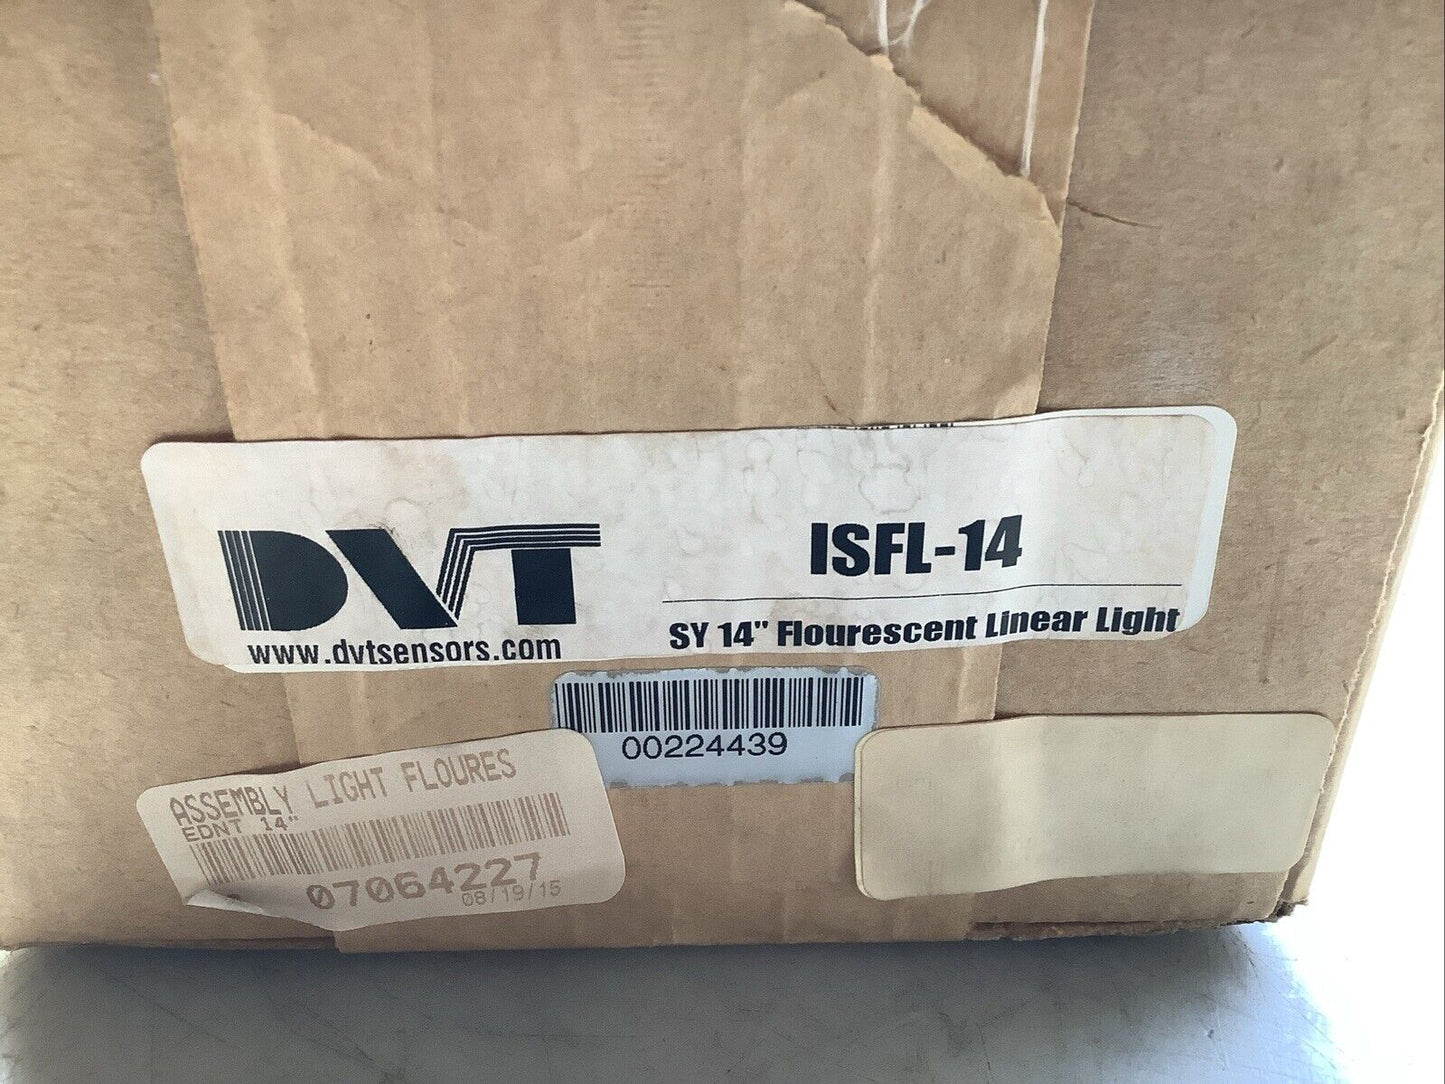 DVT
www.dvtsensors.com
ISFL-14
SY 14" Flourescent Linear Light
00224439
ASSEMBLY LIGHT FLOURES
EDNT 14"
07064227
08/19/15